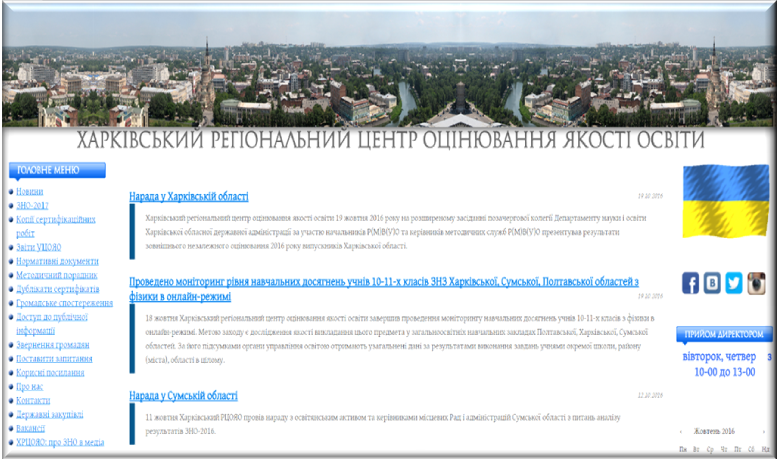 ХАРКІВСЬКИЙ РЕГІОНАЛЬНИЙ ЦЕНТР ОЦІНЮВАННЯ ЯКОСТІ ОСВІТИ
ГОЛОВНЕ МЕНЮ
Новини
ЗНО-2017
Копії сертифікаційних
робіт
Звіти УЦОЯО
Нормативні документи
Методичний порадник
Дублікати сертифікатів
Громадське спостереження
Доступ до публічної
інформації
Звернення громадян
Поставити запитання
Корисні посилання
Про нас
Контакти
Державні закупівлі
Вакансії
ХРЦОЯО: про ЗНО в медіа
Нарада у Харківській області
19.10.2016
Харківський регіональний центр оцінювання якості освіти 19 жовтня 2016 року на розширеному засіданні позачергової колегії Департаменту науки і освіти
Харківської обласної державної адміністрації за участю начальників Р(М)В(У)О та керівників методичних служб Р(М)В(У)О презентував результати
зовнішнього незалежного оцінювання 2016 року випускників Харківської області.
Проведено моніторинг рівня навчальних досягнень учнів 10-11-х класів ЗНЗ Харківської, Сумської, Полтавської областей з
фізики в онлайн-режимі
19.10.2016
18 жовтня Харківський регіональний центр оцінювання якості освіти завершив проведення моніторингу навчальних досягнень учнів 10-11-х класів з фізики в
онлайн-режимі. Метою заходу є дослідження якості викладання цього предмета у загальноосвітніх навчальних закладах Полтавської, Харківської, Сумської
областей. За його підсумками органи управління освітою отримають узагальнені дані за результатами виконання завдань учнями окремої школи, району
(міста), області в цілому.
Нарада у Сумській області
12.10.2016
11 жовтня Харківський РЦОЯО провів нараду з освітянським активом та керівниками місцевих Рад і адміністрацій Сумської області з питань аналізу
результатів ЗНО-2016.
ПРИЙОМ ДИРЕКТОРОМ
вівторок, четвер з
10-00 до 13-00
‹ Жовтень 2016 ›
Пн Вт Ср Чт Пт Сб Нд